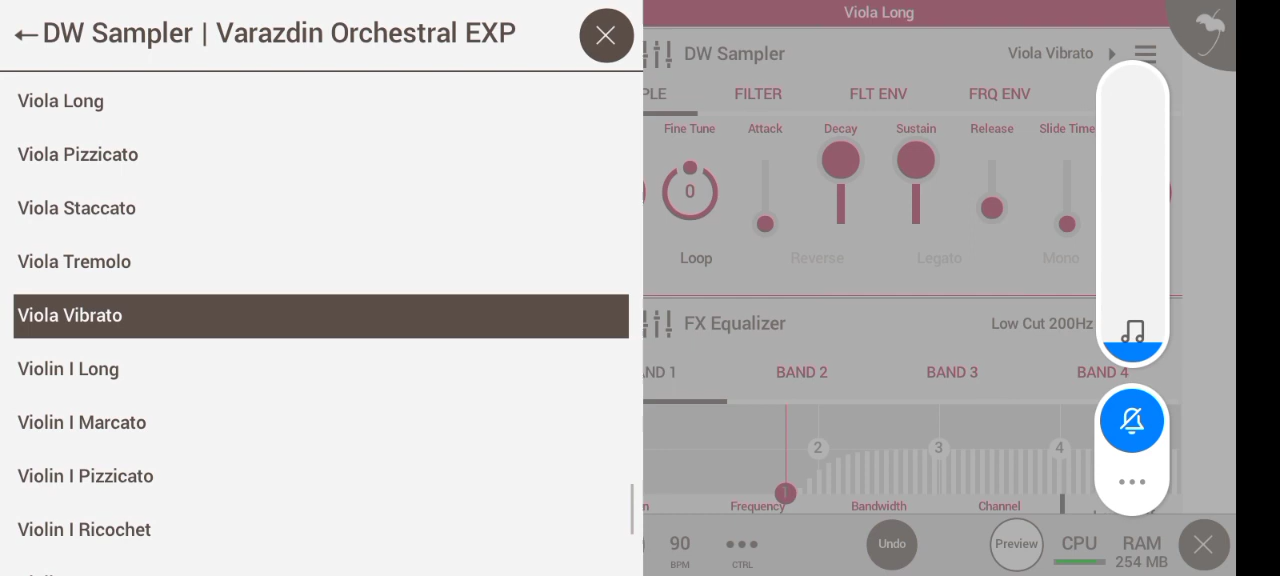 ←DW Sampler | Varazdin Orchestral EXP
Viola Long
Viola Pizzicato
Viola Staccato
Viola Tremolo
Viola Vibrato
Violin I Long
Violin I Marcato
Violin I Pizzicato
Violin I Ricochet
Viola Long
DW Sampler
Viola Vibrato
PLE
FILTER
FLT ENV
FRQ ENV
Fine Tune
Attack
Decay
Sustain
Release
Slide Time
0
Loop
Reverse
Legato
Mono
FX Equalizer
Low Cut 200Hz
ND 1
BAND 2
BAND 3
BAND 4
2
3
4
1
n
Frequency
Bandwidth
Channel
90
BPM
CTRL
Undo
Preview
CPU
RAM
254 MB